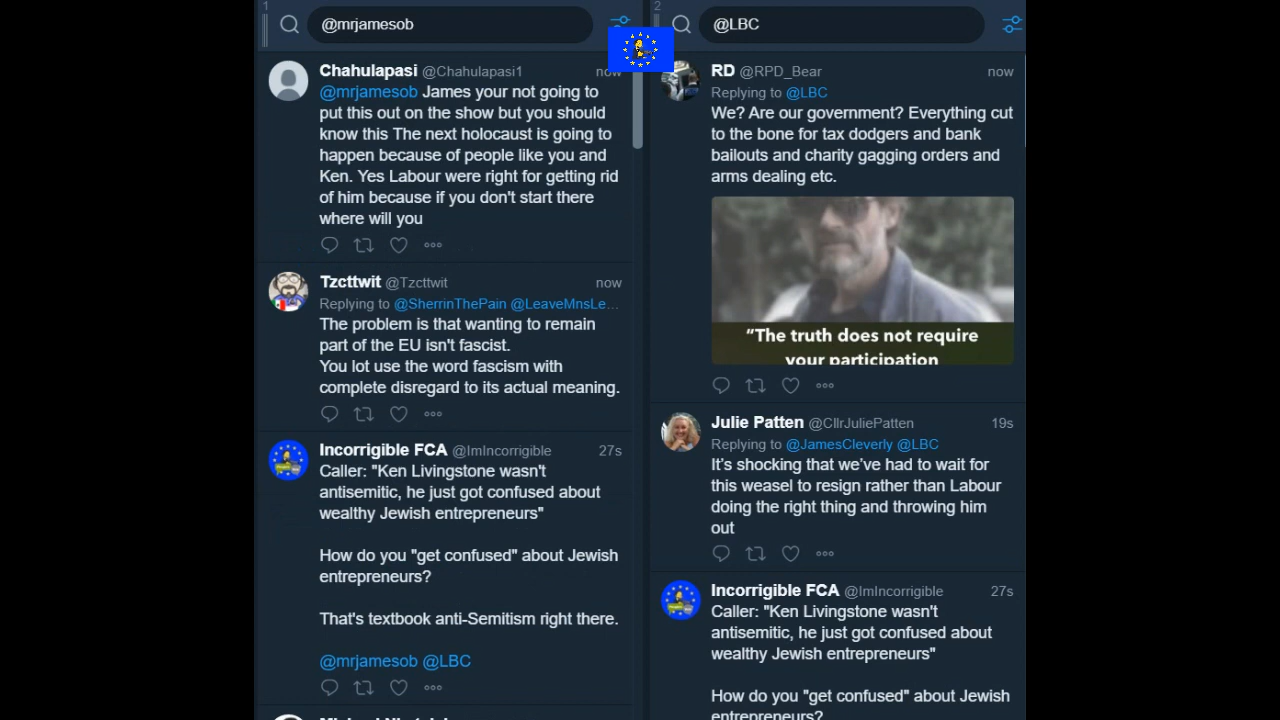 1
@mrjamesob
Chahulapasi @Chahulapasi1 now
@mrjamesob James your not going to
put this out on the show but you should
know this The next holocaust is going to
happen because of people like you and
Ken. Yes Labour were right for getting rid
of him because if you don't start there
where will you
Tzcttwit @Tzcttwit now
Replying to @SherrinThePain @LeaveMnsLe...
The problem is that wanting to remain
part of the EU isn't fascist.
You lot use the word fascism with
complete disregard to its actual meaning.
Incorrigible FCA @ImIncorrigible 27s
Caller: "Ken Livingstone wasn't
antisemitic, he just got confused about
wealthy Jewish entrepreneurs"
How do you "get confused" about Jewish
entrepreneurs?
That's textbook anti-Semitism right there.
@mrjamesob @LBC
2
@LBC
RD @RPD_Bear now
Replying to @LBC
We? Are our government? Everything cut
to the bone for tax dodgers and bank
bailouts and charity gagging orders and
arms dealing etc.
“The truth does not require
your participation
Julie Patten @CllrJuliePatten 19s
Replying to @JamesCleverly @LBC
It's shocking that we've had to wait for
this weasel to resign rather than Labour
doing the right thing and throwing him
out
Incorrigible FCA @ImIncorrigible 27s
Caller: "Ken Livingstone wasn't
antisemitic, he just got confused about
wealthy Jewish entrepreneurs"
How do you "get confused" about Jewish
entrepreneurs?